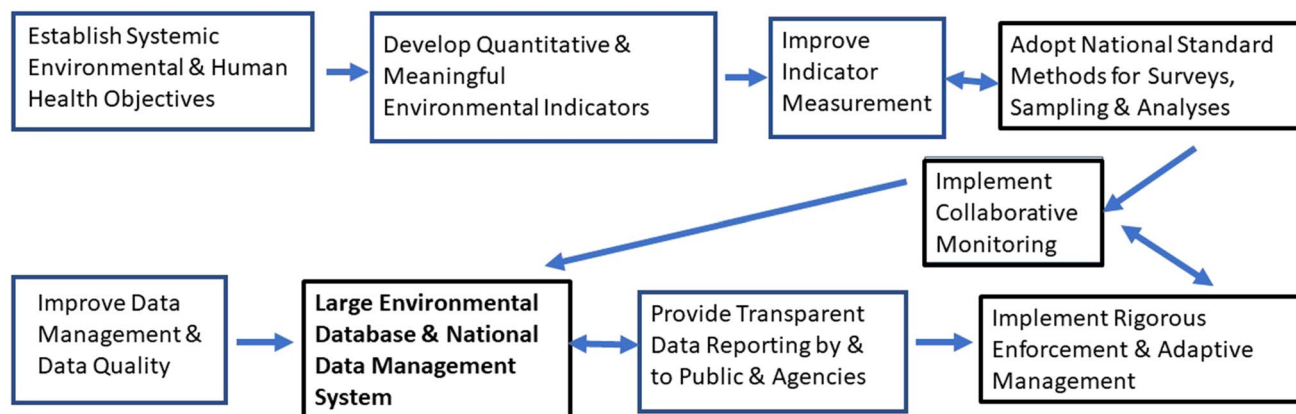 Establish Systemic
Environmental & Human
Health Objectives
Develop Quantitative &
Meaningful
Environmental Indicators
Improve
Indicator
Measurement
Adopt National Standard
Methods for Surveys,
Sampling & Analyses
Implement
Collaborative
Monitoring
Improve Data
Management &
Data Quality
Large Environmental
Database & National
Data Management
System
Provide Transparent
Data Reporting by &
to Public & Agencies
Implement Rigorous
Enforcement & Adaptive
Management